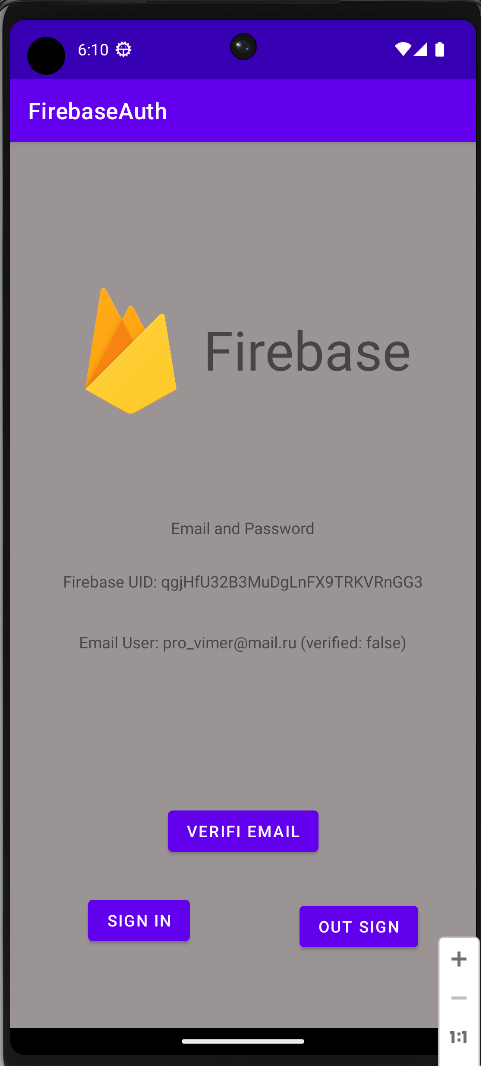 6:10
FirebaseAuth
Firebase
Email and Password
Firebase UID: qgjHfU32B3MuDgLnFX9TRKVRnGG3
Email User: pro_vimer@mail.ru (verified: false)
VERIFI EMAIL
SIGN IN
OUT SIGN
1:1